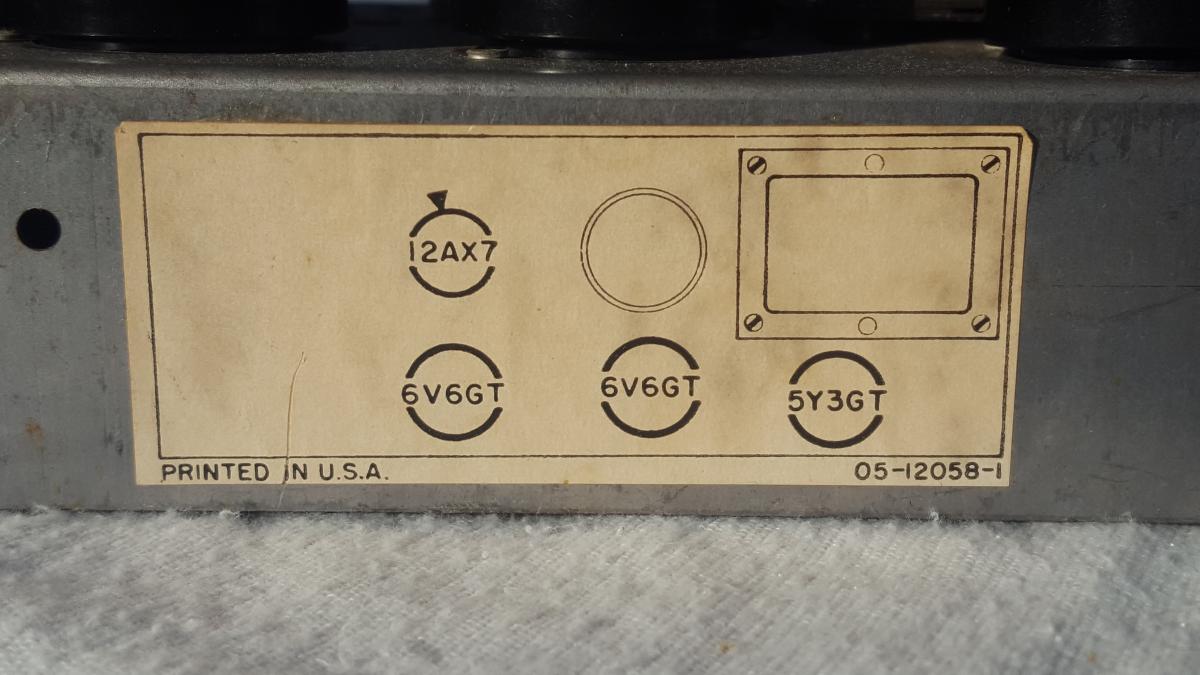 12AX7
6V6GT
6V6GT
5Y3GT
PRINTED IN U.S.A.
05-12058-1